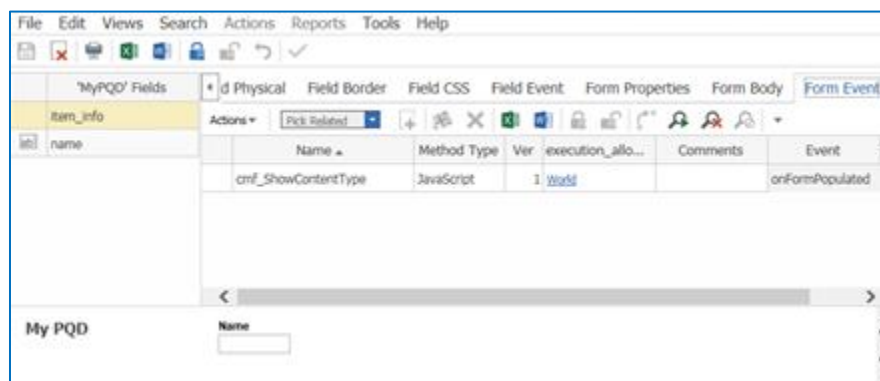 File Edit Views Search Actions Reports Tools Help
'MyPQD' Fields d Physical Field Border Field CSS Field Event Form Properties Form Body Form Event
item_info Actions Pick Related
name Name Method Type Ver execution_allo... Comments Event
cmf_ShowContentType JavaScript 1 World onFormPopulated
My PQD Name